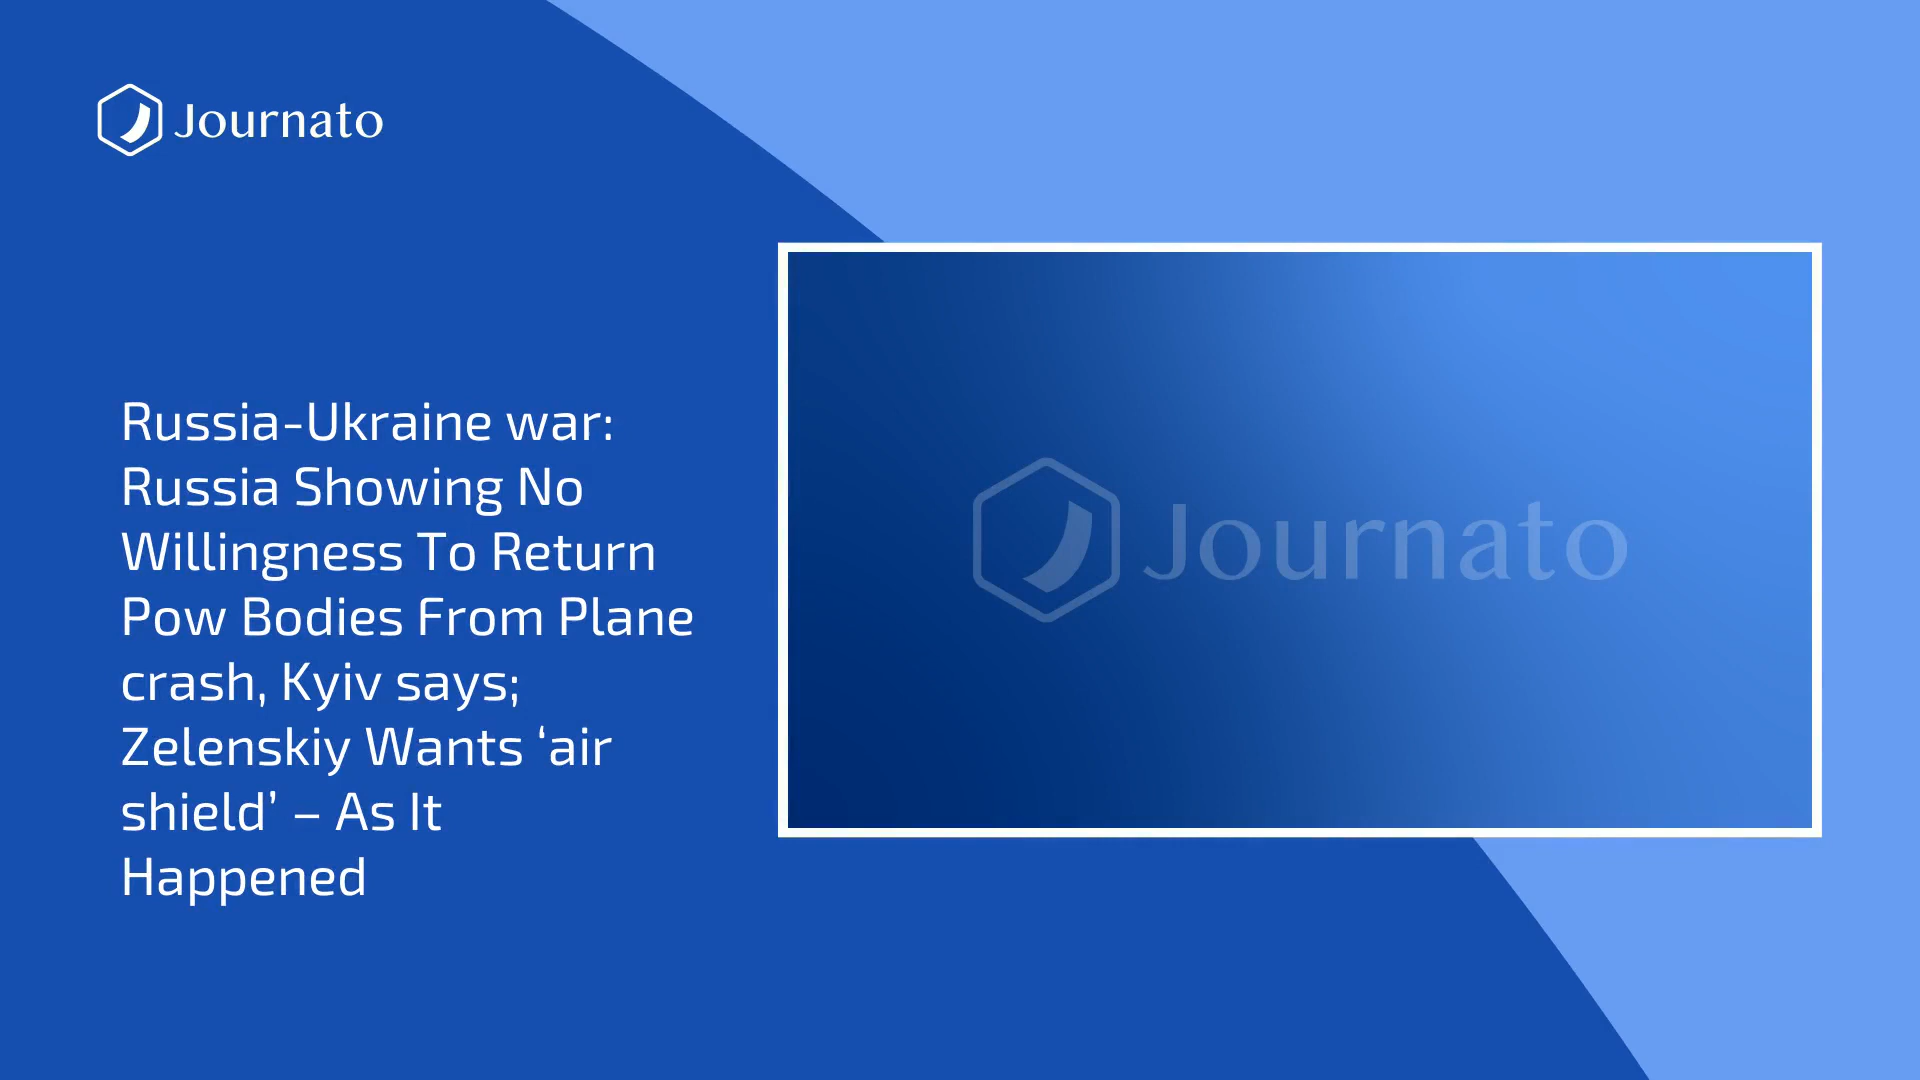 Journato
Russia-Ukraine war:
Russia Showing No
Willingness To Return
Pow Bodies From Plane
crash, Kyiv says;
Zelenskiy Wants ‘air
shield’ – As It
Happened
Journato